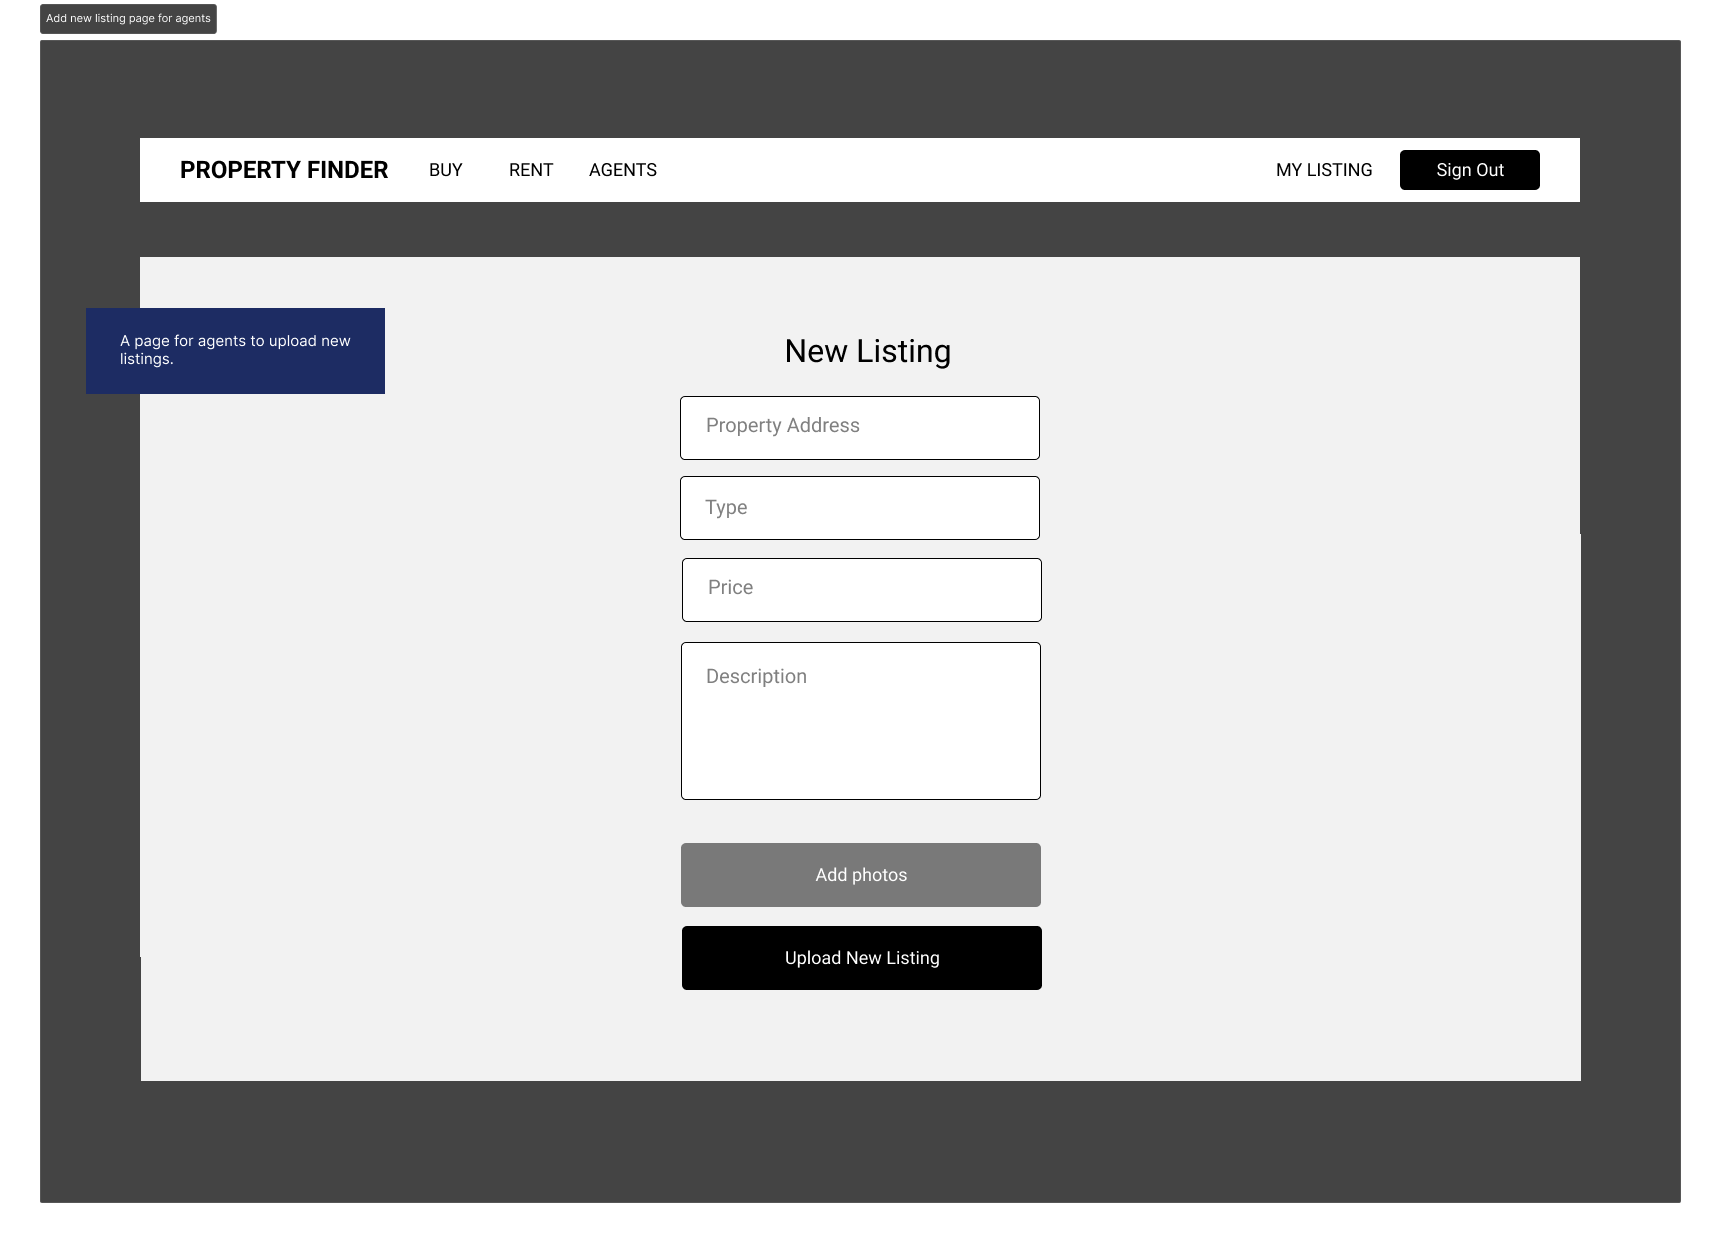 Add new listing page for agents
PROPERTY FINDER BUY RENT AGENTS MY LISTING Sign Out
A page for agents to upload new
listings.
New Listing
Property Address
Type
Price
Description
Add photos
Upload New Listing